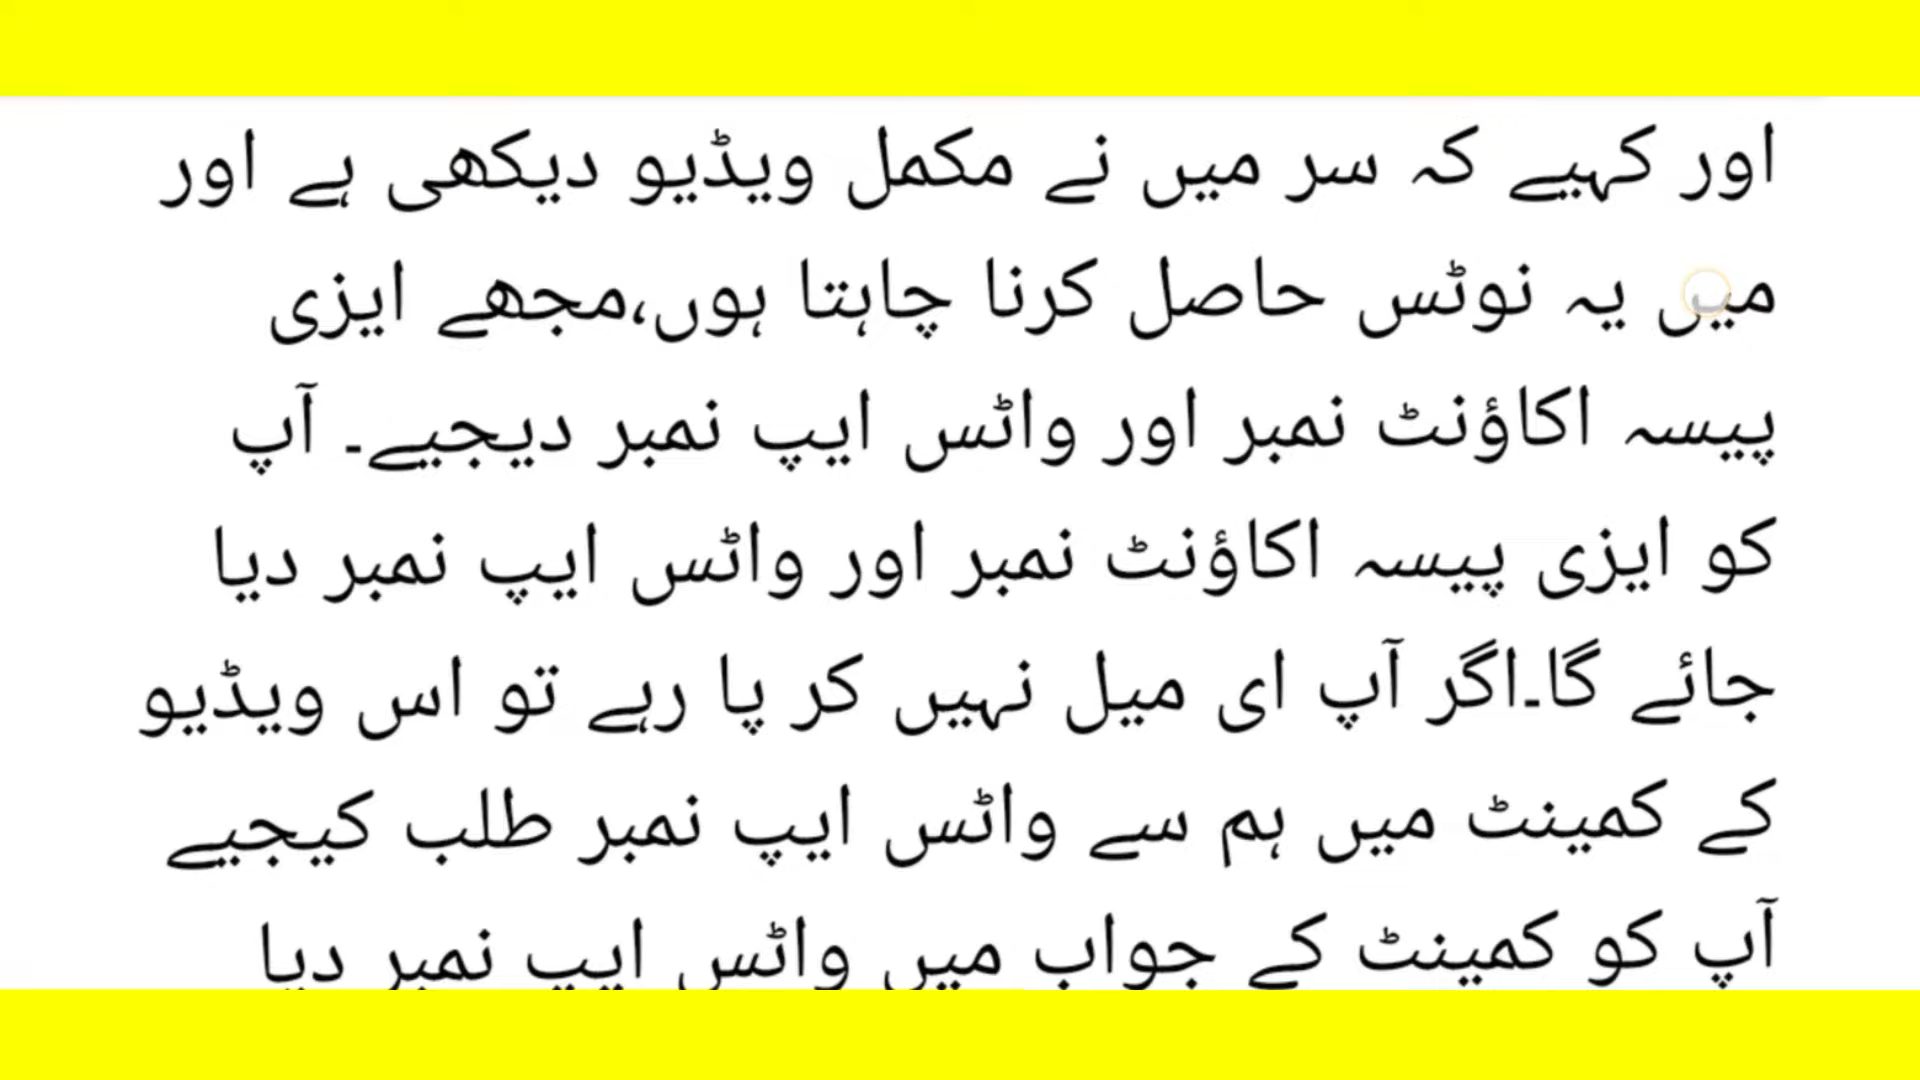 اور کہیے کہ سر میں نے مکمل ویڈیو دیکھی ہے اور
میں یہ نوٹس حاصل کرنا چاہتا ہوں،مجھے ایزی
پیسہ اکاؤنٹ نمبر اور واٹس ایپ نمبر دیجیے۔ آپ
کو ایزی پیسہ اکاؤنٹ نمبر اور واٹس ایپ نمبر دیا
جائے گا۔اگر آپ ای میل نہیں کر پا رہے تو اس ویڈیو
کے کمینٹ میں ہم سے واٹس ایپ نمبر طلب کیجیے
آپ کو کمینٹ کے جواب میں واٹس ایپ نمبر دیا